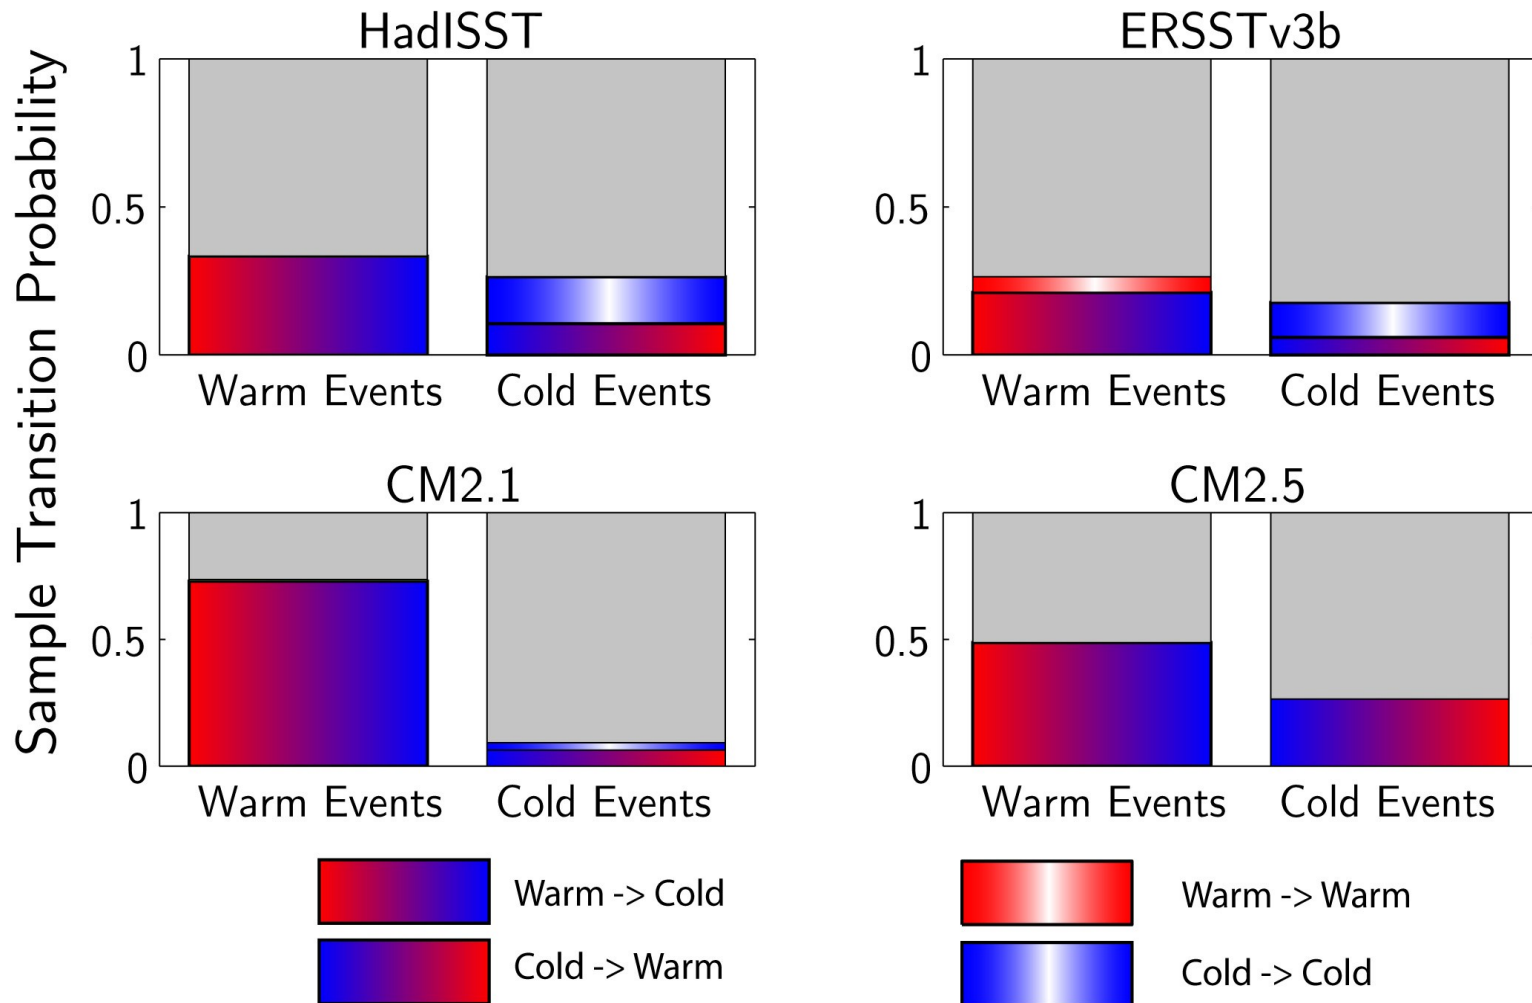 HadISST
ERSSTv3b
Sample Transition Probability
1
0.5
0
Warm Events
Cold Events
1
0.5
0
Warm Events
Cold Events
CM2.1
CM2.5
1
0.5
0
Warm Events
Cold Events
1
0.5
0
Warm Events
Cold Events
Warm -> Cold
Warm -> Warm
Cold -> Warm
Cold -> Cold